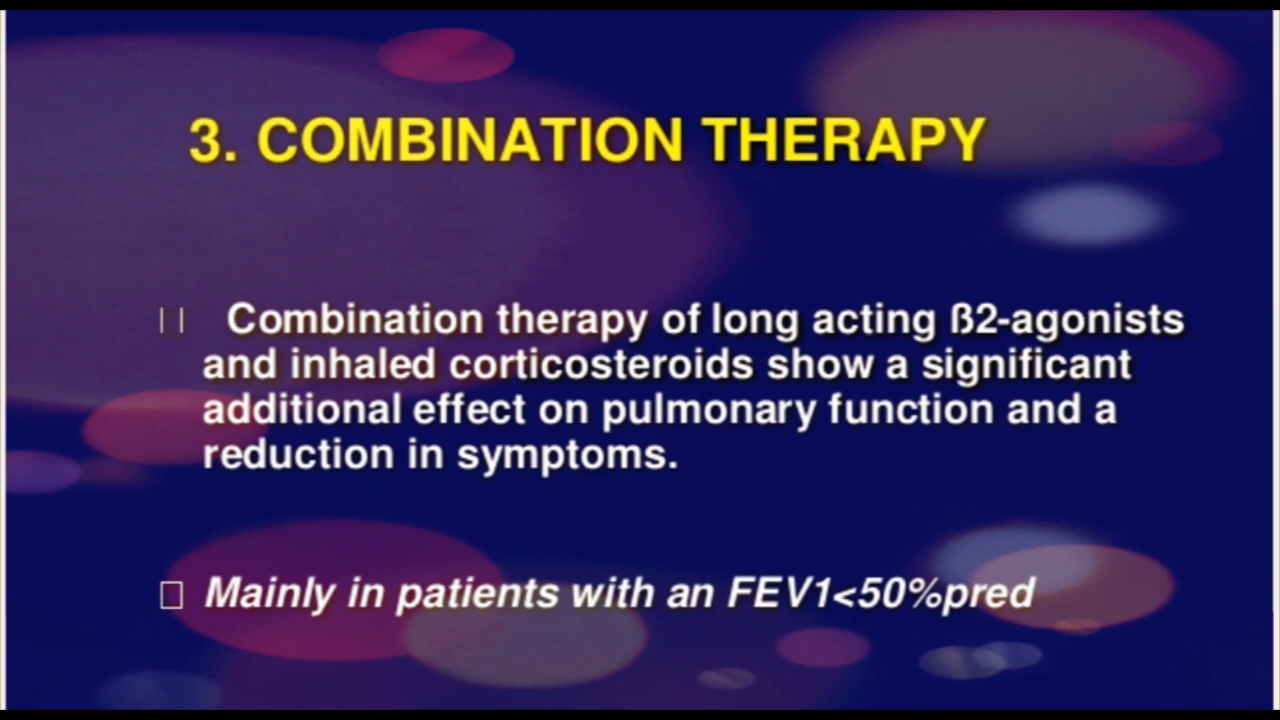 3. COMBINATION THERAPY
Combination therapy of long acting ß2-agonists
and inhaled corticosteroids show a significant
additional effect on pulmonary function and a
reduction in symptoms.
Mainly in patients with an FEV1<50%pred